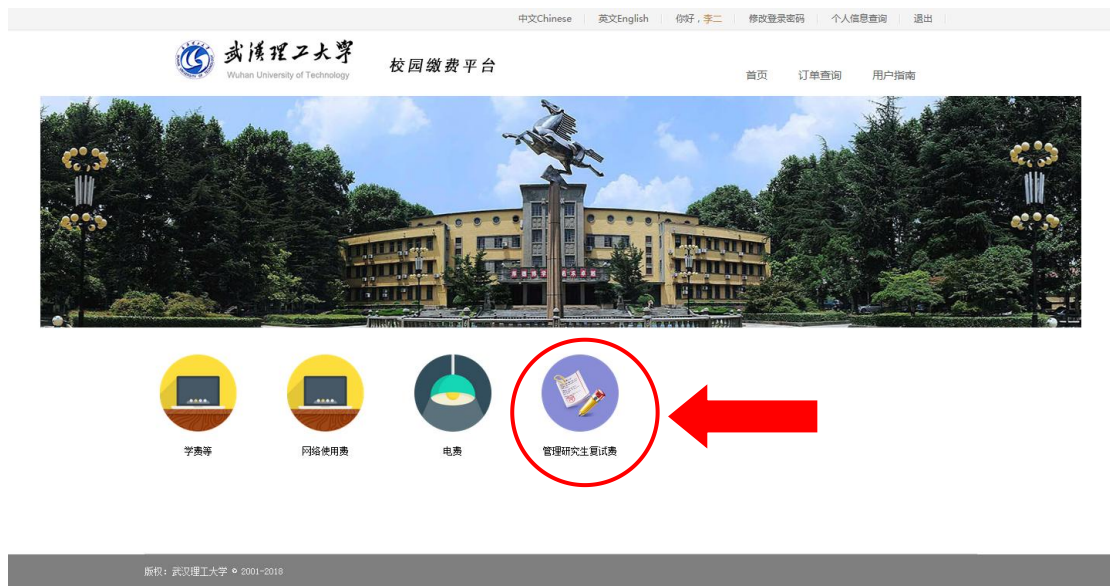 中文Chinese 英文English 你好，李二 修改登录密码 个人信息查询 退出
武汉理工大学
Wuhan University of Technology
校园缴费平台
首页 订单查询 用户指南
学费等 网络使用费 电费 管理研究生复试费
版权：武汉理工大学 © 2001-2018